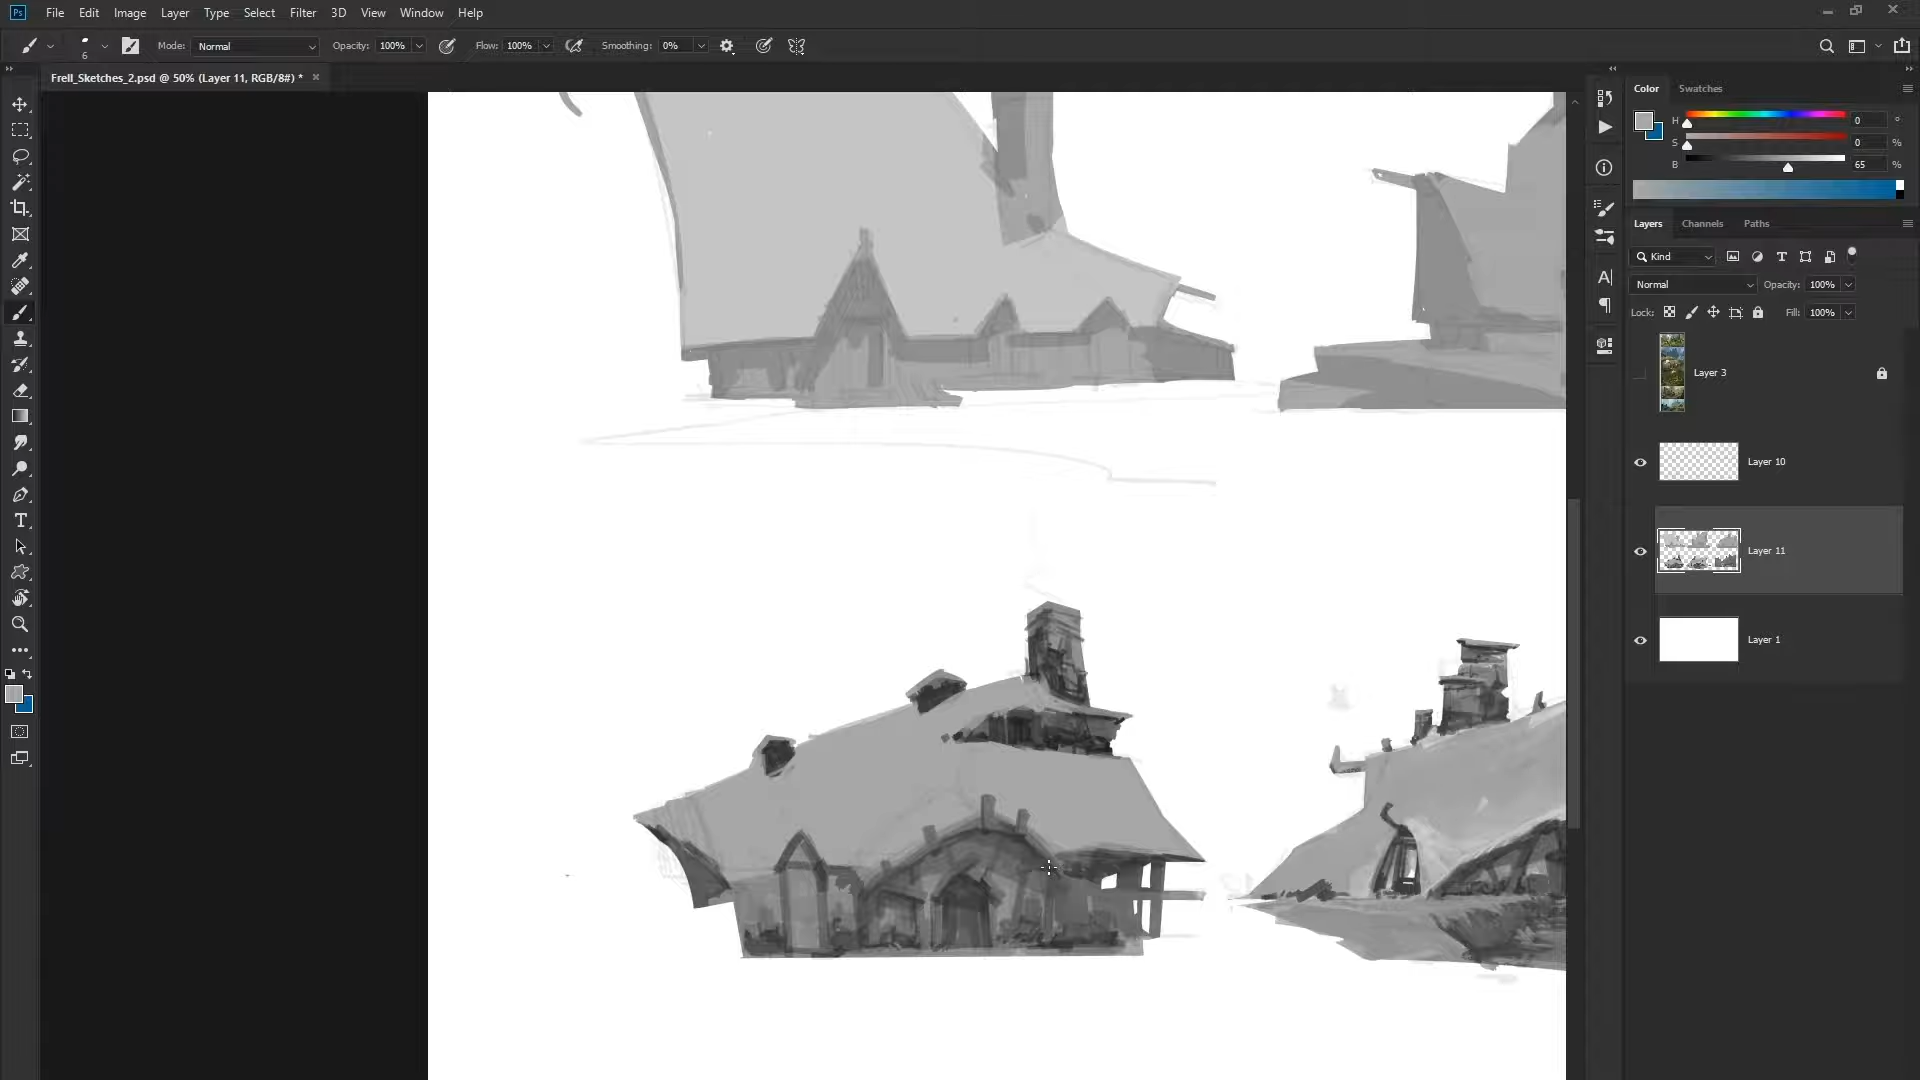 Ps File Edit Image Layer Type Select Filter 3D View Window Help
6 Mode: Normal Opacity: 100% Flow: 100% Smoothing: 0%
Frell_Sketches_2.psd @ 50% (Layer 11, RGB/8#) *
Color Swatches
H 0 °
S 0 %
B 65 %
Layers Channels Paths
Kind
Normal Opacity: 100%
Lock: Fill: 100%
Layer 3
Layer 10
Layer 11
Layer 1